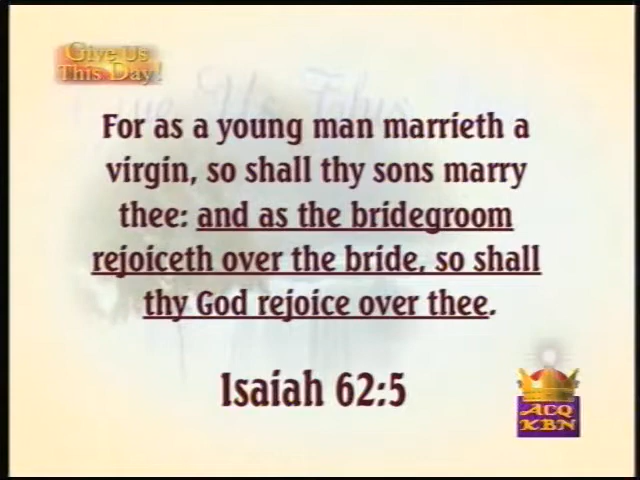 Give Us
This Day!
For as a young man marrieth a
virgin, so shall thy sons marry
thee: and as the bridegroom
rejoiceth over the bride, so shall
thy God rejoice over thee.
Isaiah 62:5
ACQ
KBN